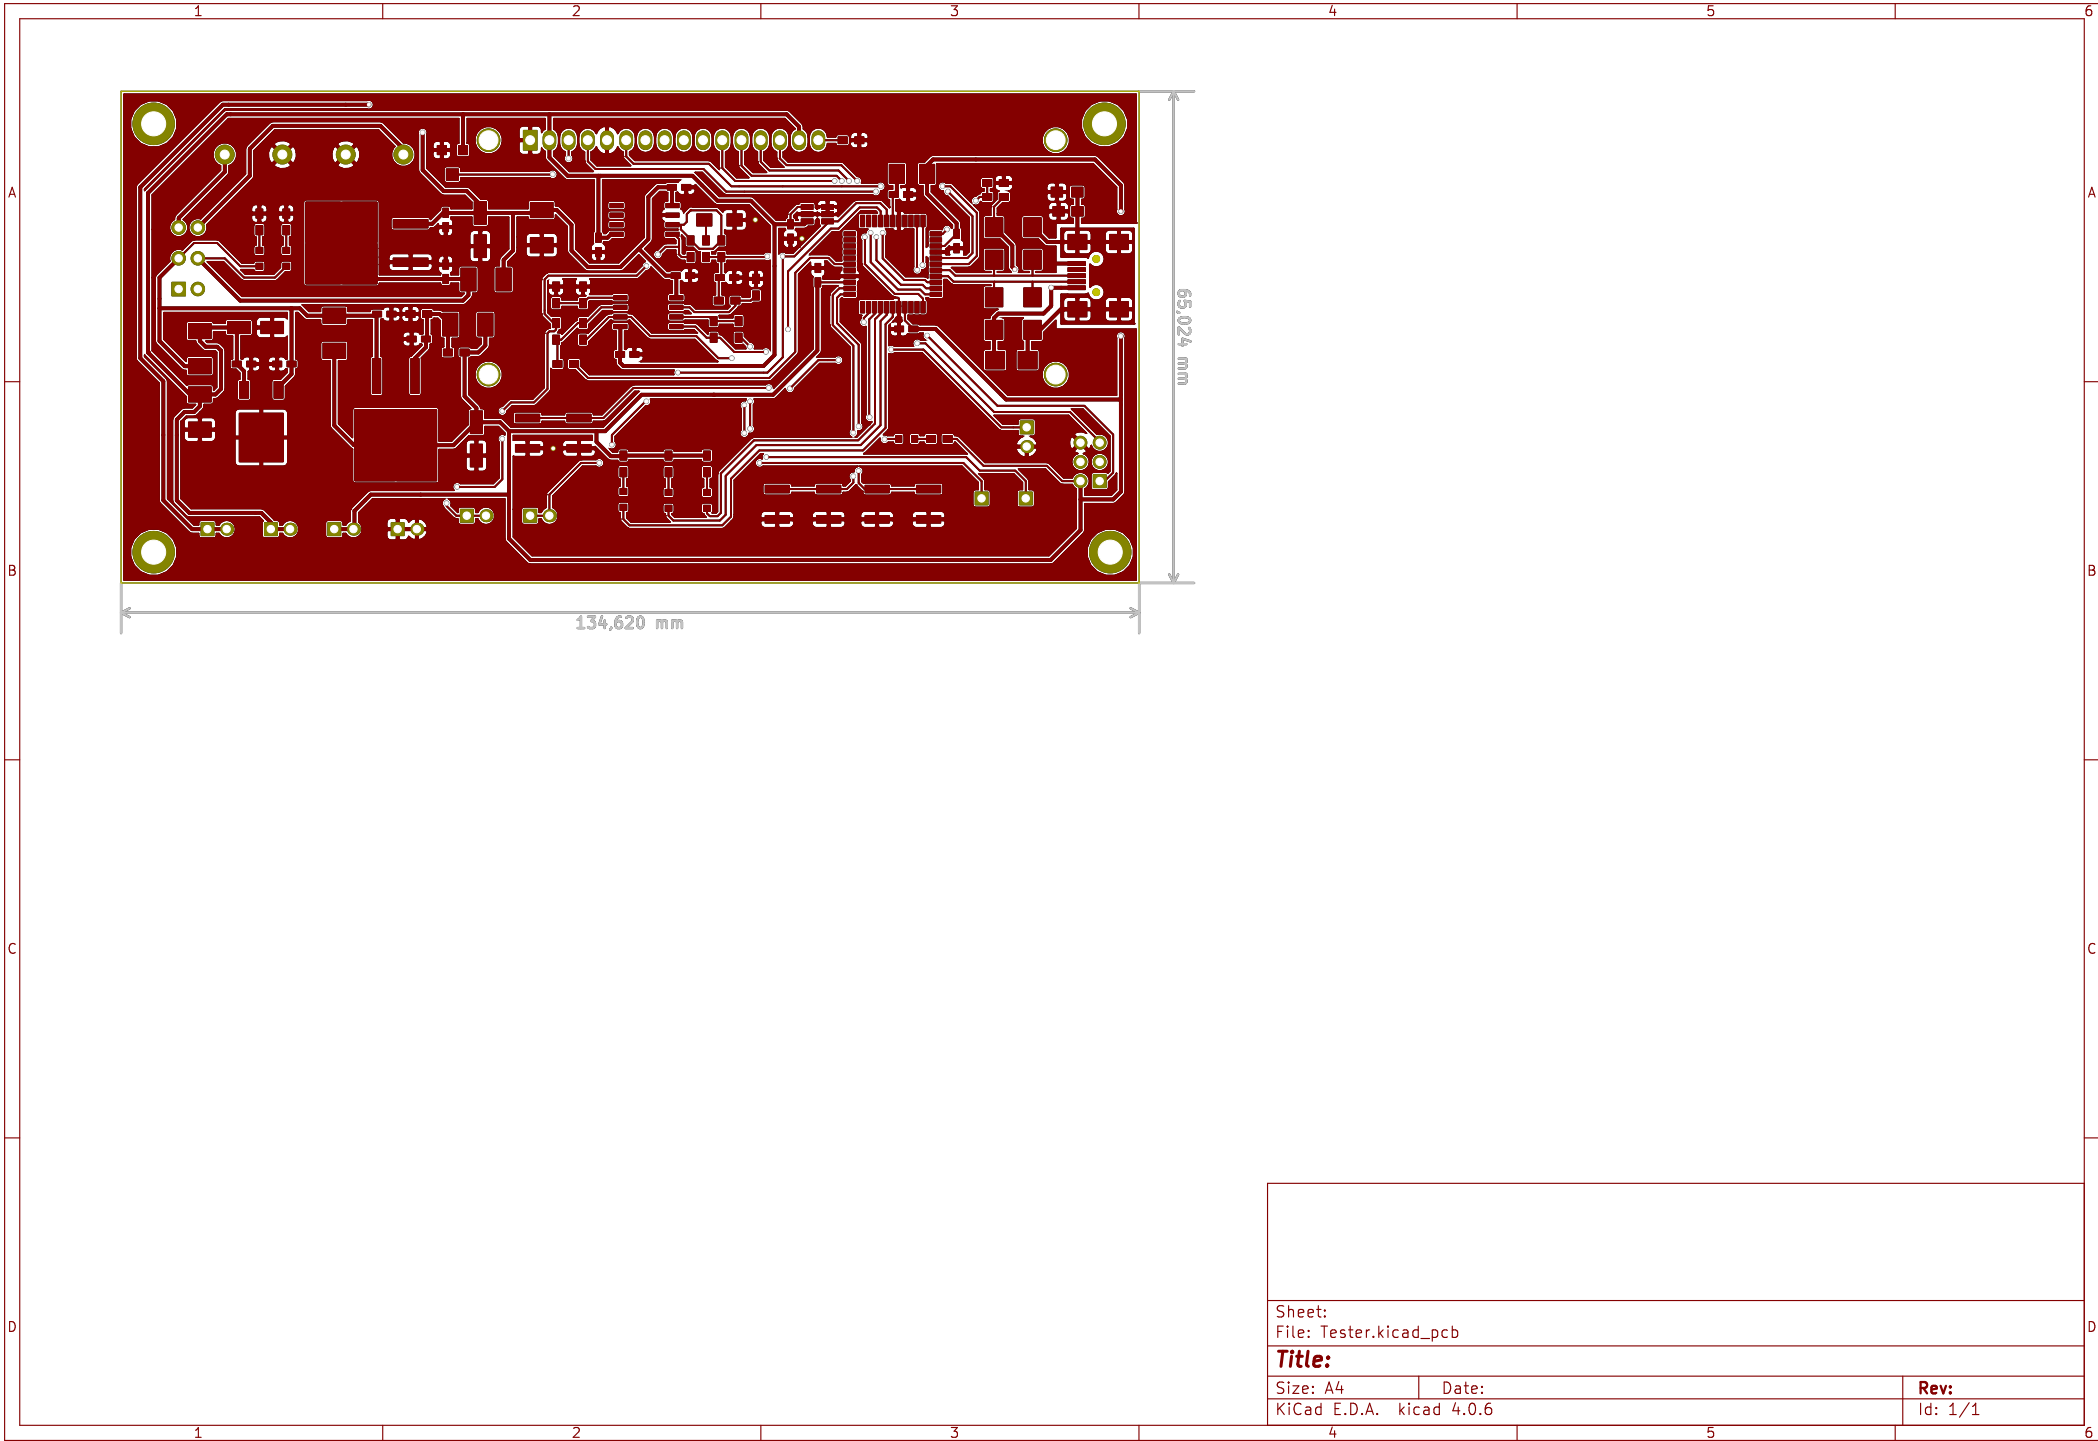 1 2 3 4 5 6
A A
65,024 mm
B B
134,620 mm
C C
D D
Sheet:
File: Tester.kicad_pcb
Title:
Size: A4 Date: Rev:
KiCad E.D.A. kicad 4.0.6 Id: 1/1
1 2 3 4 5 6